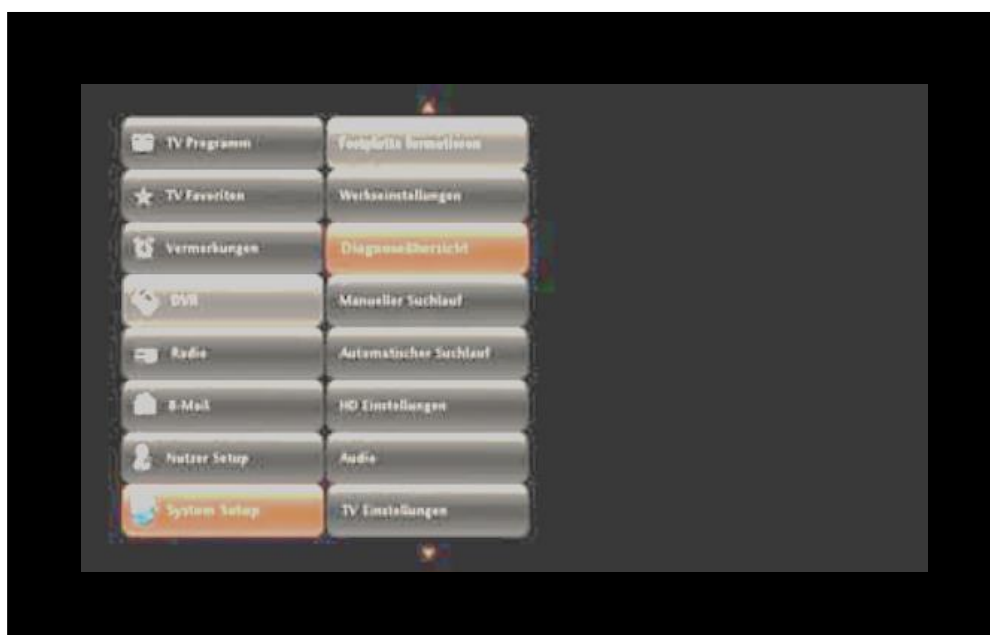 TV Programm
TV Favoriten
Vormerkungen
DVR
Radio
E-Mail
Nutzer Setup
System Setup
Festplatte formatieren
Werkseinstellungen
Diagnoseübersicht
Manueller Suchlauf
Automatischer Suchlauf
HD Einstellungen
Audio
TV Einstellungen